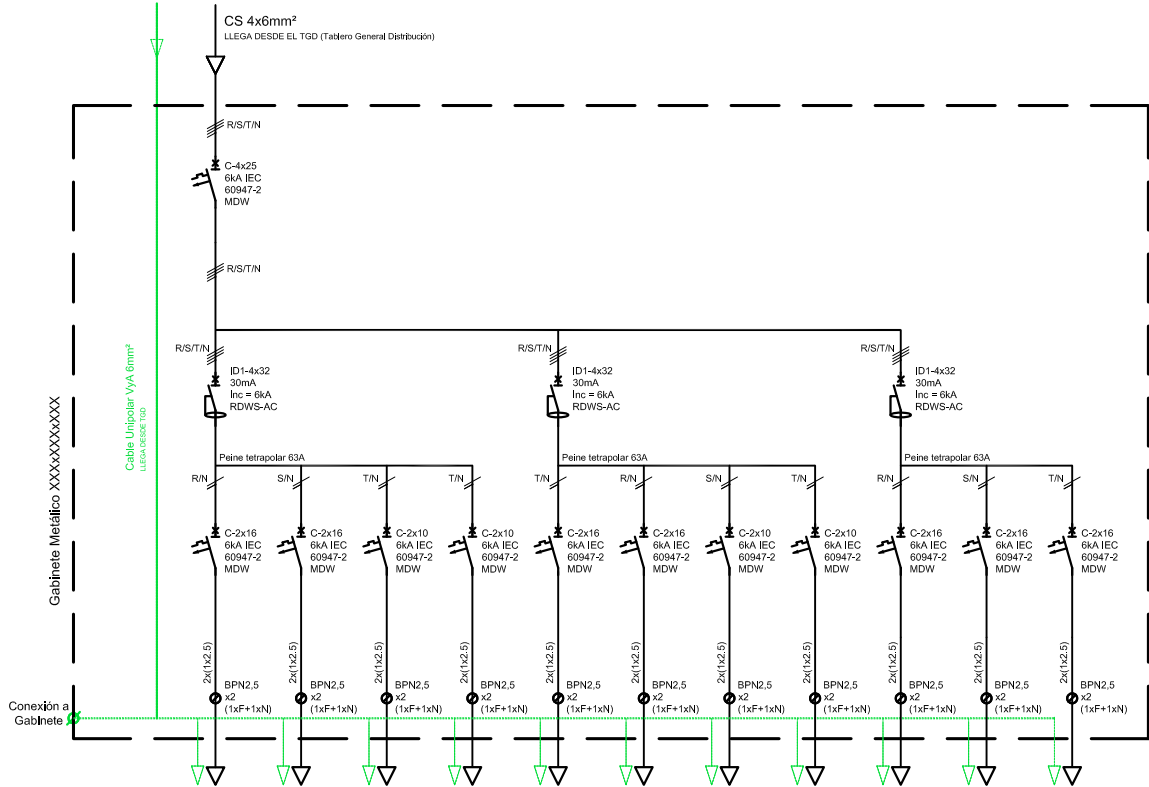 CS 4x6mm²
LLEGA DESDE EL TGD (Tablero General Distribución)
R/S/T/N
C-4x25
6kA IEC
60947-2
MDW
R/S/T/N
Cable Unipolar VyA 6mm²
LLEGA DESDE TGD
Gabinete Metálico XXXxXXXxXXX
R/S/T/N
ID1-4x32
30mA
Inc = 6kA
RDWS-AC
R/S/T/N
ID1-4x32
30mA
Inc = 6kA
RDWS-AC
R/S/T/N
ID1-4x32
30mA
Inc = 6kA
RDWS-AC
Peine tetrapolar 63A
Peine tetrapolar 63A
Peine tetrapolar 63A
R/N
S/N
T/N
T/N
T/N
R/N
S/N
T/N
R/N
S/N
T/N
C-2x16
6kA IEC
60947-2
MDW
C-2x16
6kA IEC
60947-2
MDW
C-2x10
6kA IEC
60947-2
MDW
C-2x10
6kA IEC
60947-2
MDW
C-2x16
6kA IEC
60947-2
MDW
C-2x16
6kA IEC
60947-2
MDW
C-2x10
6kA IEC
60947-2
MDW
C-2x10
6kA IEC
60947-2
MDW
C-2x16
6kA IEC
60947-2
MDW
C-2x16
6kA IEC
60947-2
MDW
C-2x16
6kA IEC
60947-2
MDW
2x(1x2.5)
2x(1x2.5)
2x(1x2.5)
2x(1x2.5)
2x(1x2.5)
2x(1x2.5)
2x(1x2.5)
2x(1x2.5)
2x(1x2.5)
2x(1x2.5)
2x(1x2.5)
BPN2,5
x2
(1xF+1xN)
BPN2,5
x2
(1xF+1xN)
BPN2,5
x2
(1xF+1xN)
BPN2,5
x2
(1xF+1xN)
BPN2,5
x2
(1xF+1xN)
BPN2,5
x2
(1xF+1xN)
BPN2,5
x2
(1xF+1xN)
BPN2,5
x2
(1xF+1xN)
BPN2,5
x2
(1xF+1xN)
BPN2,5
x2
(1xF+1xN)
BPN2,5
x2
(1xF+1xN)
Conexión a
Gabinete